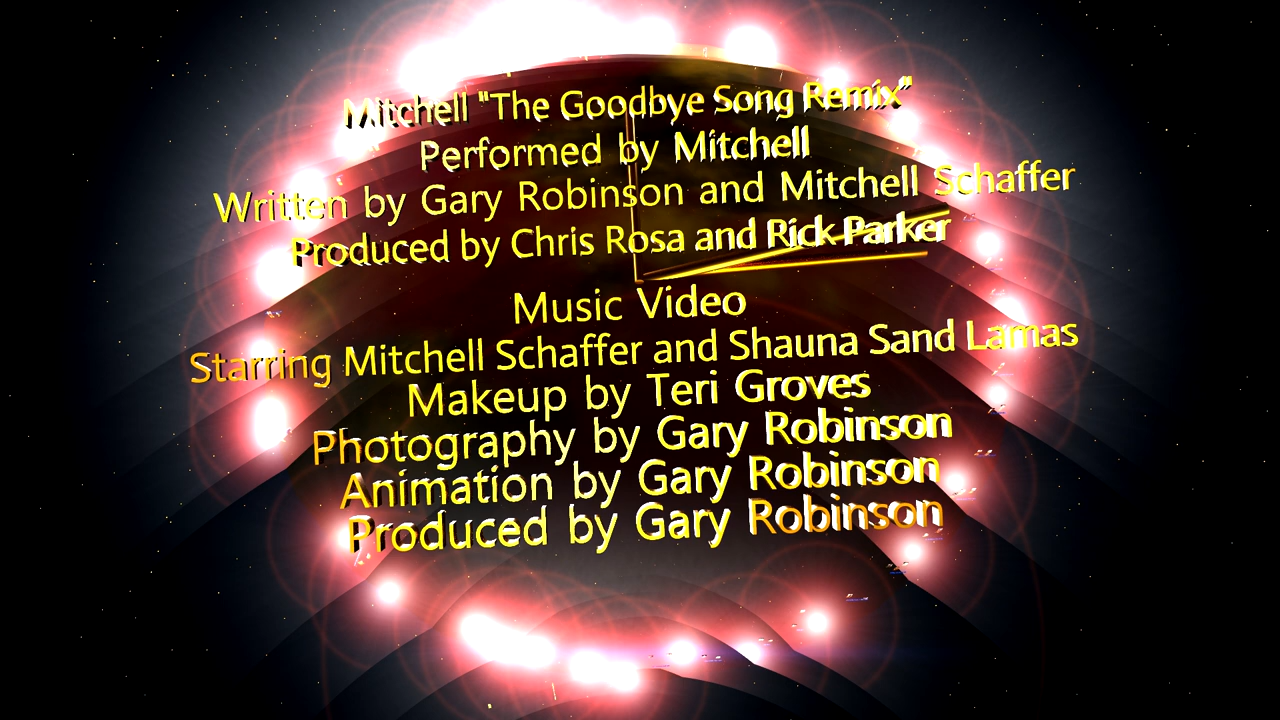 Mitchell "The Goodbye Song Remix"
Performed by Mitchell
Written by Gary Robinson and Mitchell Schaffer
Produced by Chris Rosa and Rick Parker
Music Video
Starring Mitchell Schaffer and Shauna Sand Lamas
Makeup by Teri Groves
Photography by Gary Robinson
Animation by Gary Robinson
Produced by Gary Robinson